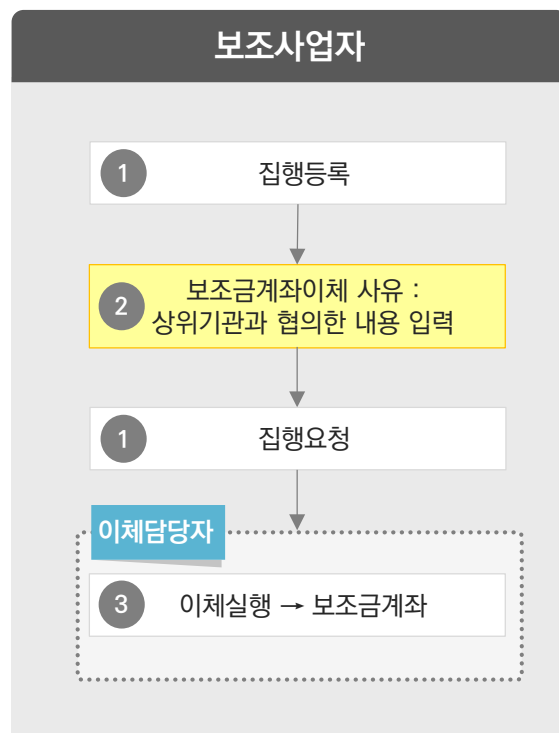 보조사업자
1 집행등록
2 보조금계좌이체 사유 :
상위기관과 협의한 내용 입력
1 집행요청
이체담당자
3 이체실행 → 보조금계좌